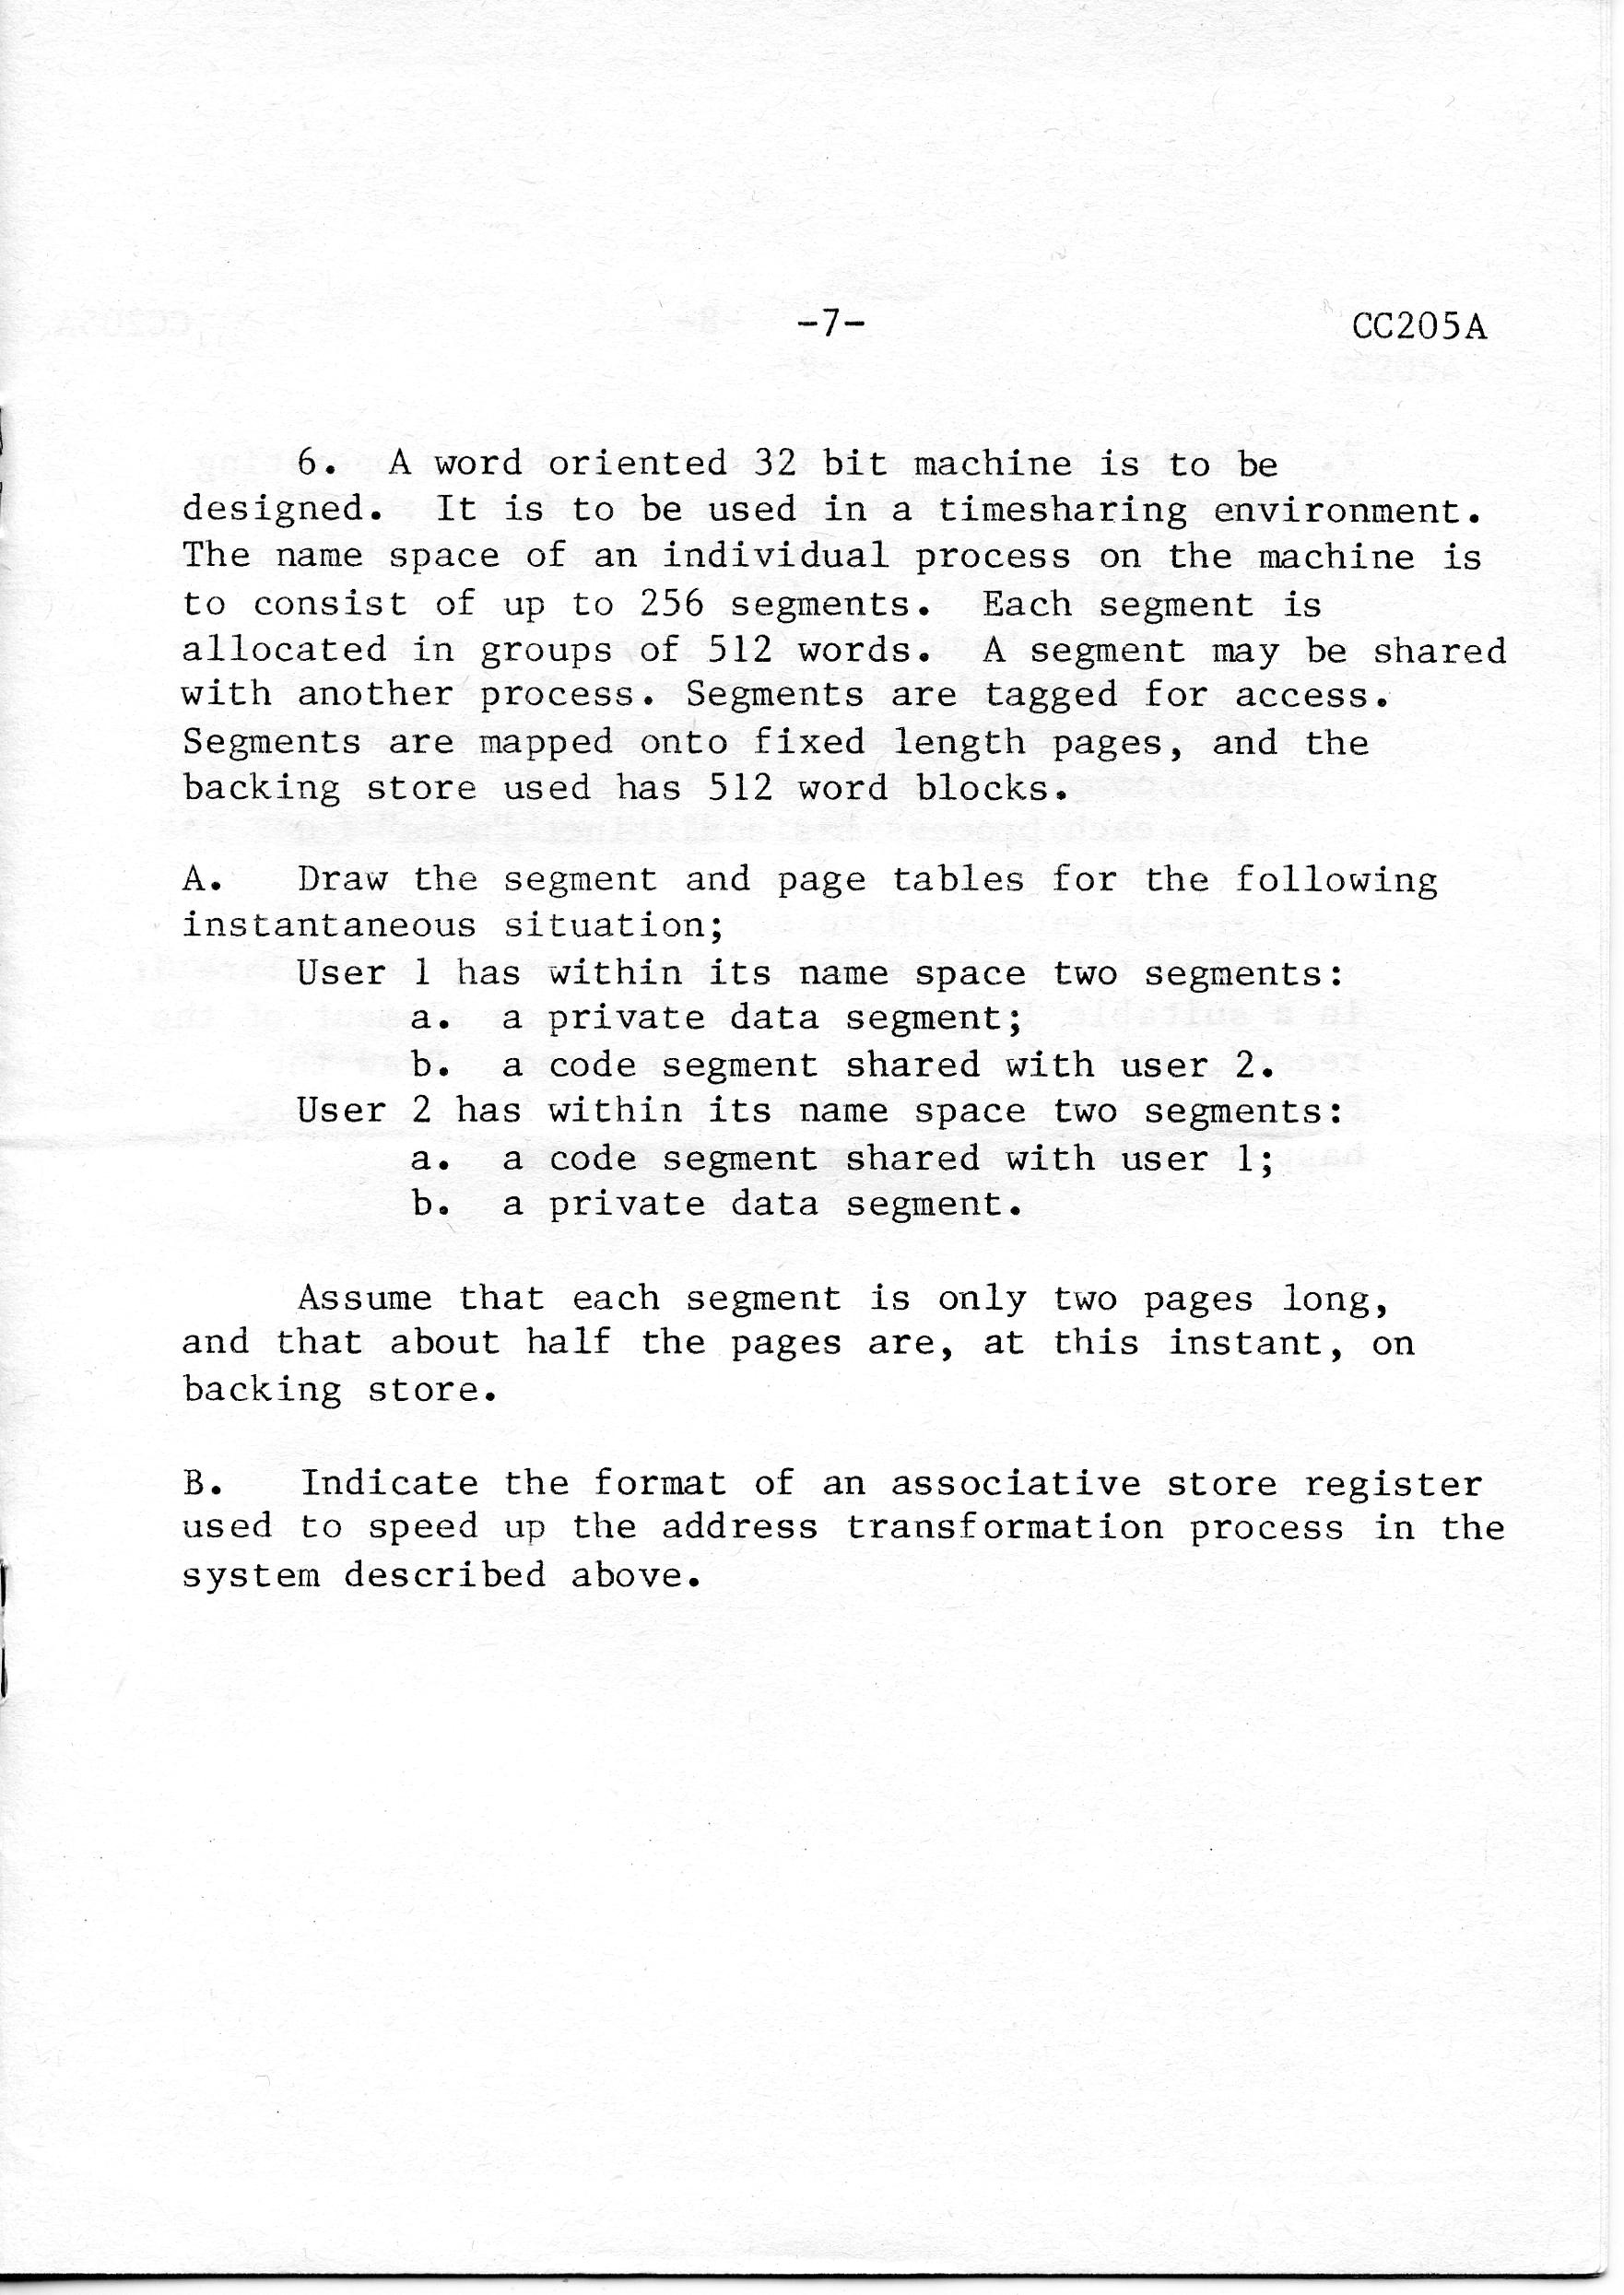 -7-
CC205A
6. A word oriented 32 bit machine is to be
designed. It is to be used in a timesharing environment.
The name space of an individual process on the machine is
to consist of up to 256 segments. Each segment is
allocated in groups of 512 words. A segment may be shared
with another process. Segments are tagged for access.
Segments are mapped onto fixed length pages, and the
backing store used has 512 word blocks.
A. Draw the segment and page tables for the following
instantaneous situation;
User 1 has within its name space two segments:
a. a private data segment;
b. a code segment shared with user 2.
User 2 has within its name space two segments:
a. a code segment shared with user 1;
b. a private data segment.
Assume that each segment is only two pages long,
and that about half the pages are, at this instant, on
backing store.
B. Indicate the format of an associative store register
used to speed up the address transformation process in the
system described above.